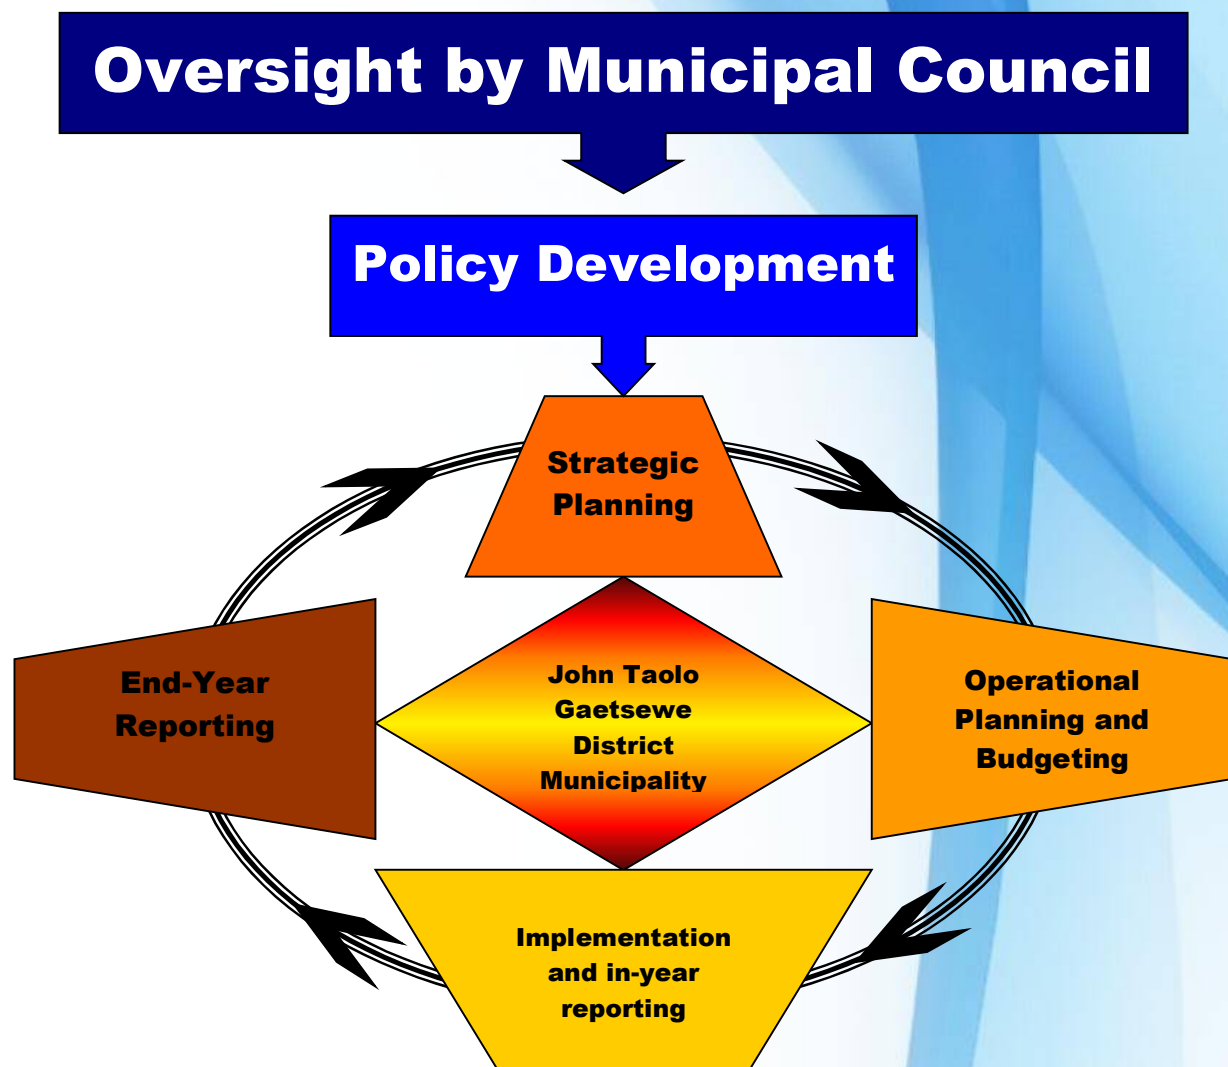 Oversight by Municipal Council
Policy Development
Strategic
Planning
End-Year
Reporting
John Taolo
Gaetsewe
District
Municipality
Operational
Planning and
Budgeting
Implementation
and in-year
reporting